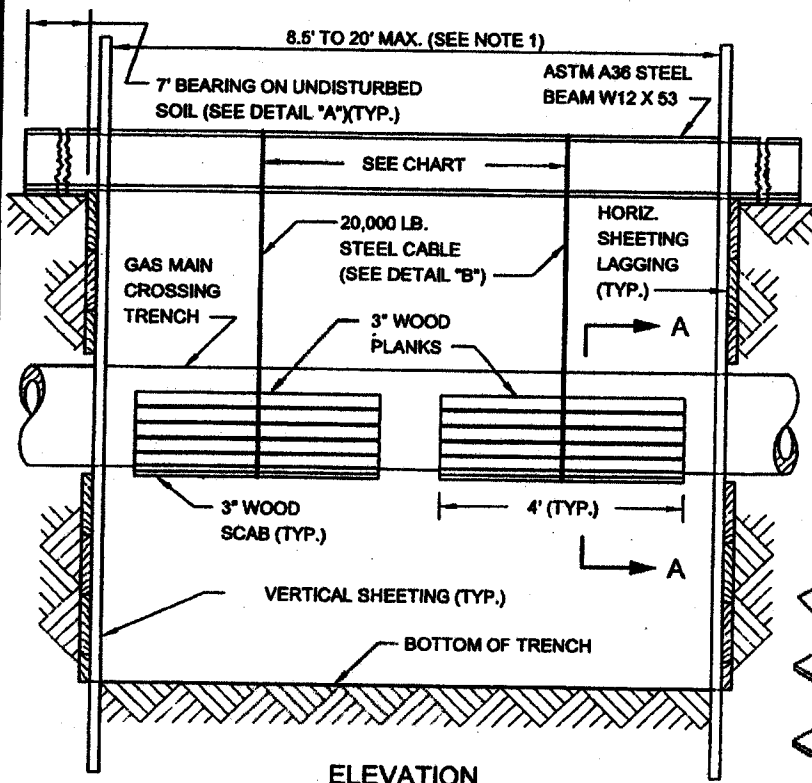 8.5' TO 20' MAX. (SEE NOTE 1)
7' BEARING ON UNDISTURBED
SOIL (SEE DETAIL "A")(TYP.)
ASTM A36 STEEL
BEAM W12 X 53
SEE CHART
20,000 LB.
STEEL CABLE
(SEE DETAIL "B")
HORIZ.
SHEETING
LAGGING
(TYP.)
GAS MAIN
CROSSING
TRENCH
3" WOOD
PLANKS
A
3" WOOD
SCAB (TYP.)
4' (TYP.)
A
VERTICAL SHEETING (TYP.)
BOTTOM OF TRENCH
ELEVATION